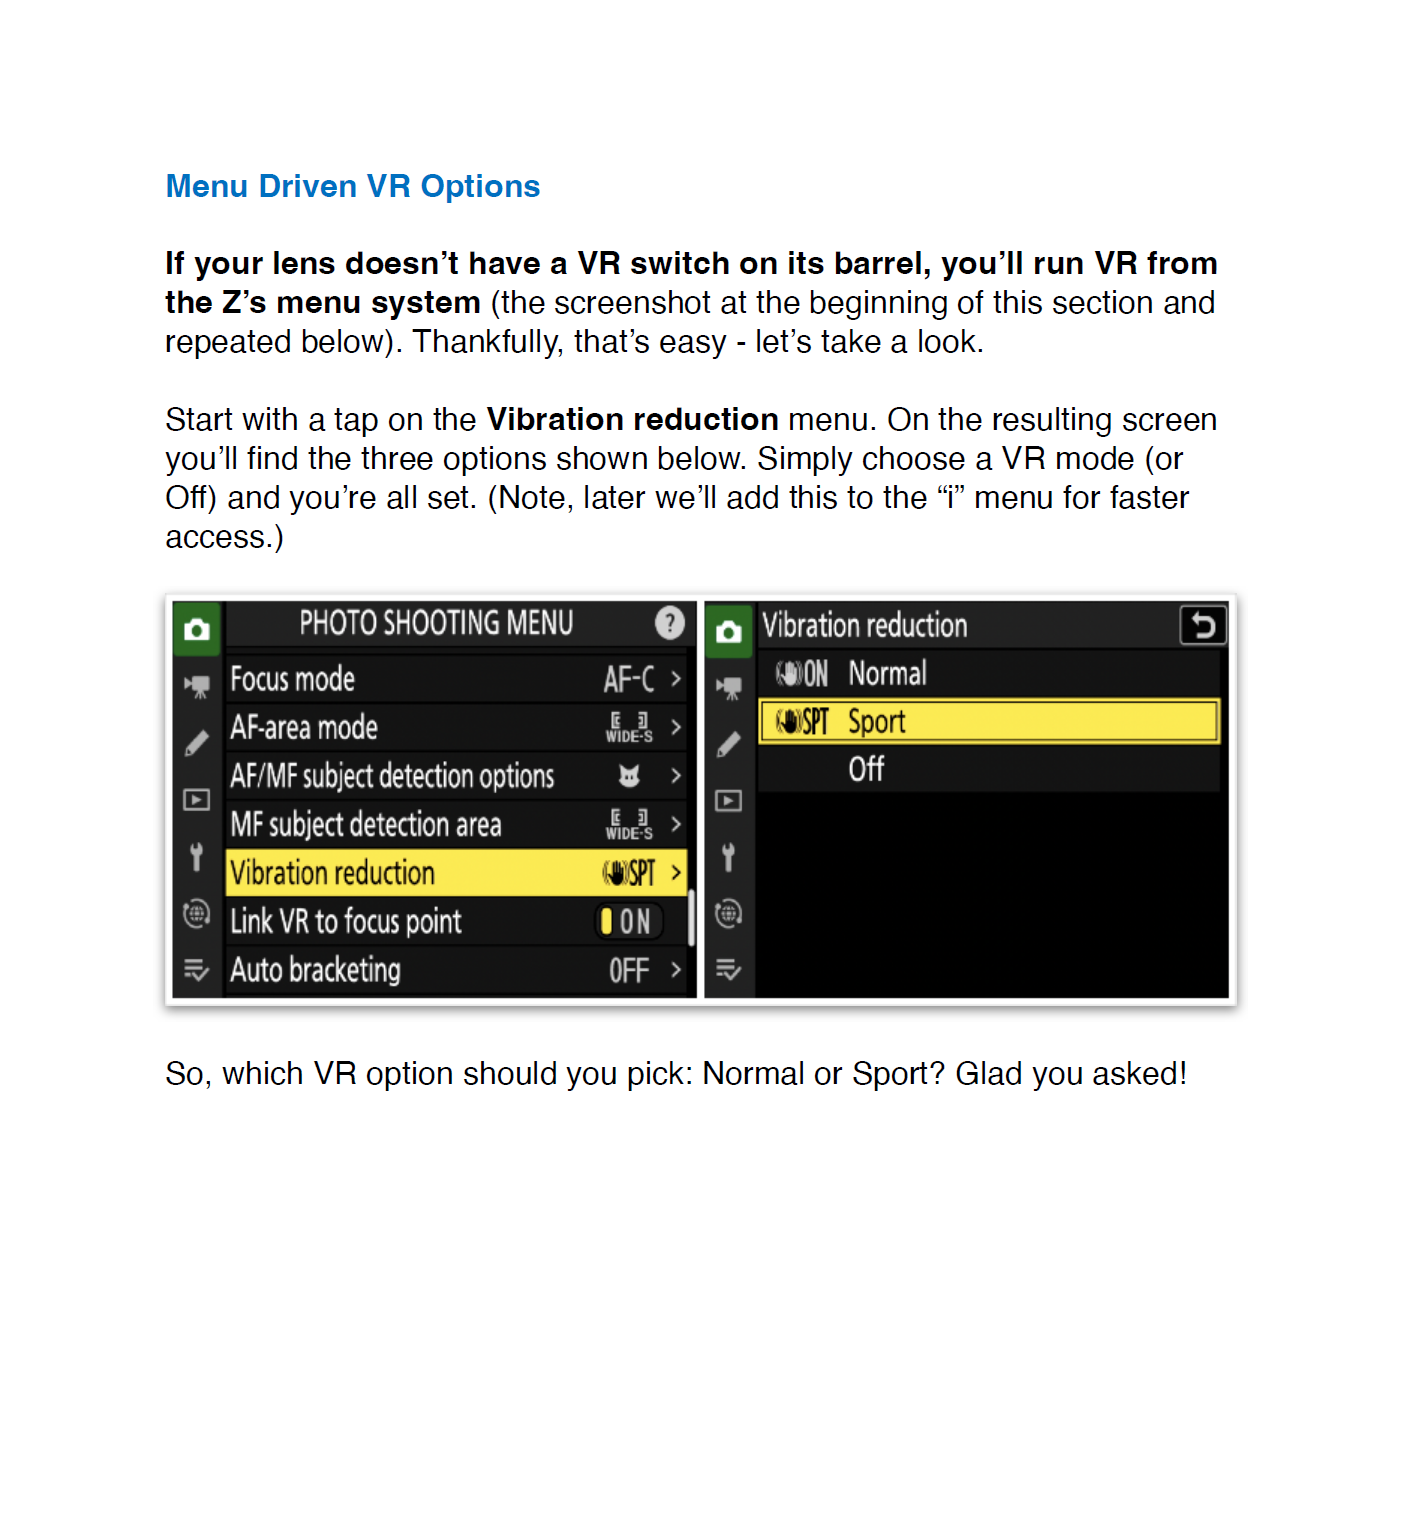 Menu Driven VR Options
If your lens doesn’t have a VR switch on its barrel, you’ll run VR from
the Z’s menu system (the screenshot at the beginning of this section and
repeated below). Thankfully, that’s easy - let’s take a look.
Start with a tap on the Vibration reduction menu. On the resulting screen
you’ll find the three options shown below. Simply choose a VR mode (or
Off) and you’re all set. (Note, later we’ll add this to the “i” menu for faster
access.)
PHOTO SHOOTING MENU ?
Focus mode AF-C >
AF-area mode WIDE-S >
AF/MF subject detection options >
MF subject detection area WIDE-S >
Vibration reduction SPT >
Link VR to focus point ON
Auto bracketing OFF >
Vibration reduction
ON Normal
SPT Sport
Off
So, which VR option should you pick: Normal or Sport? Glad you asked!